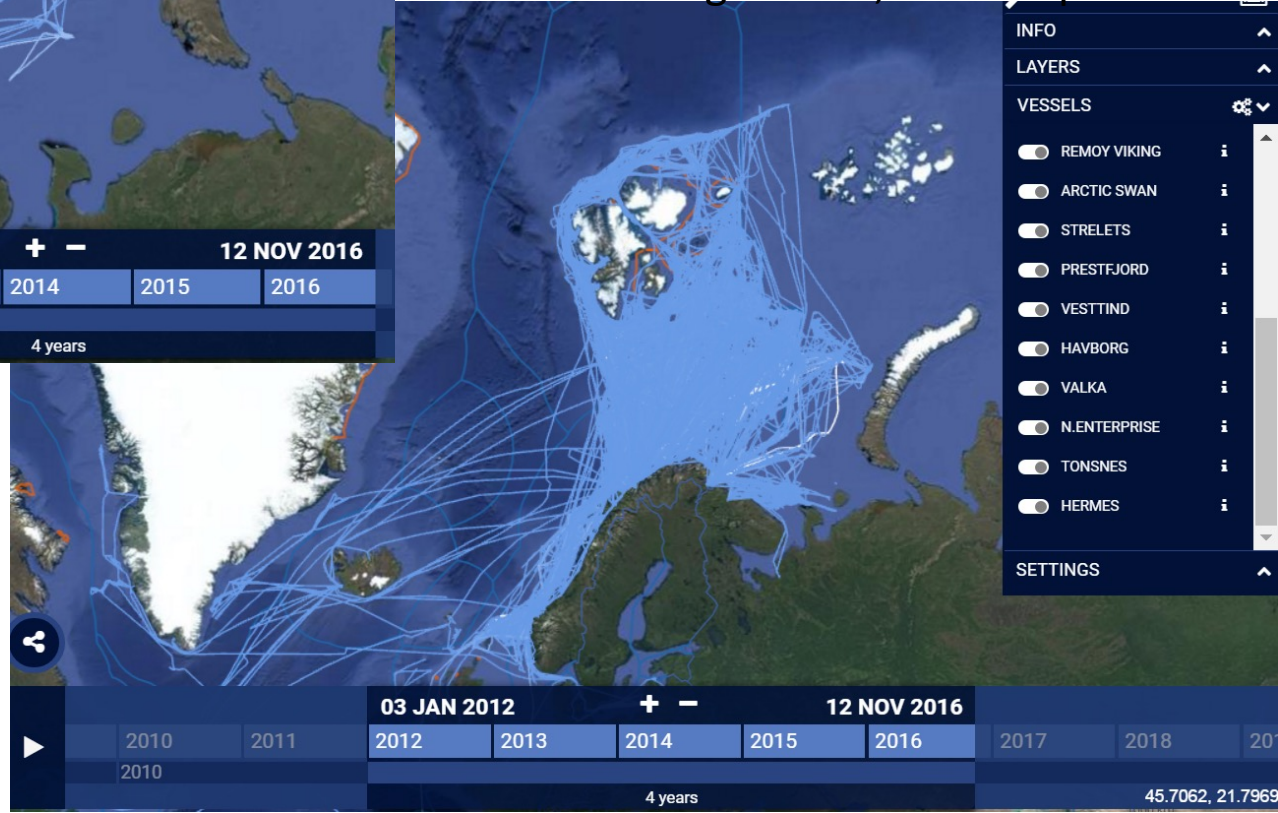 INFO
LAYERS
VESSELS
REMOY VIKING i
ARCTIC SWAN i
STRELETS i
PRESTFJORD i
VESTTIND i
HAVBORG i
VALKA i
N.ENTERPRISE i
TONSNES i
HERMES i
SETTINGS
+ − 12 NOV 2016
2014 2015 2016
4 years
03 JAN 2012 + − 12 NOV 2016
2010 2011 2012 2013 2014 2015 2016 2017 2018
2010
4 years
45.7062, 21.7969